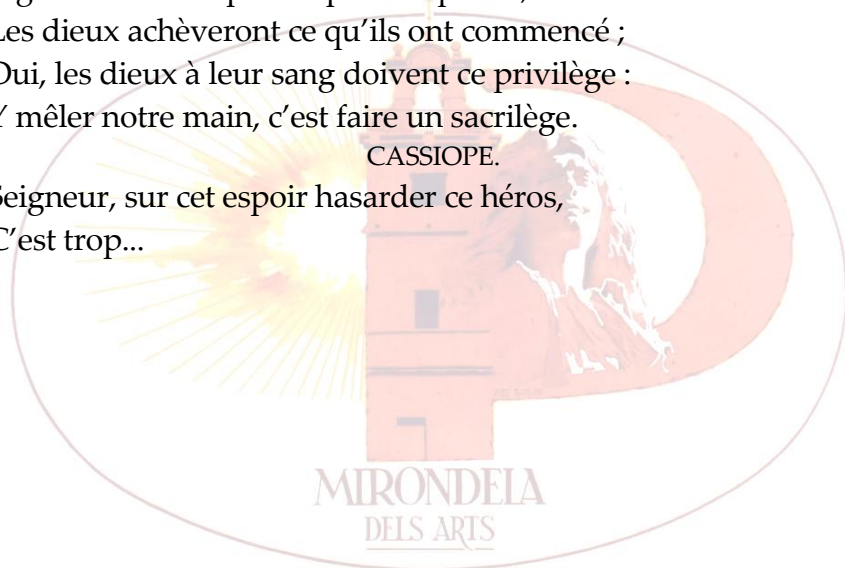 Les dieux achèveront ce qu'ils ont commencé ;
Oui, les dieux à leur sang doivent ce privilège :
Y mêler notre main, c'est faire un sacrilège.
CASSIOPE.
Seigneur, sur cet espoir hasarder ce héros,
C'est trop...
MIRONDELA
DELS ARTS